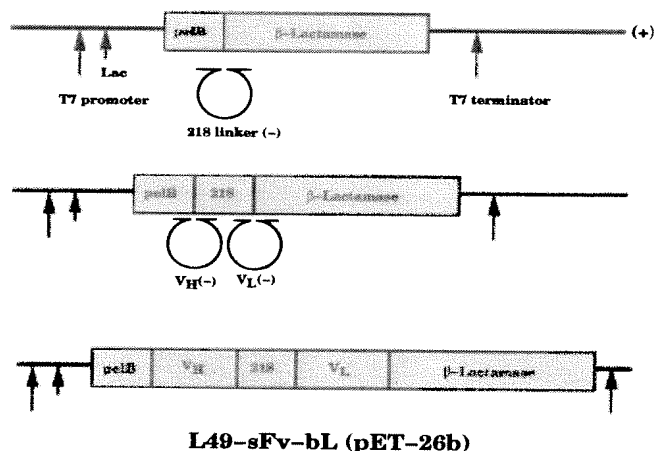 pelB β-Lactamase (+)
Lac
T7 promoter T7 terminator
218 linker (-)
pelB 218 β-Lactamase
VH(-) VL(-)
pelB VH 218 VL β-Lactamase
L49-sFv-bL (pET-26b)